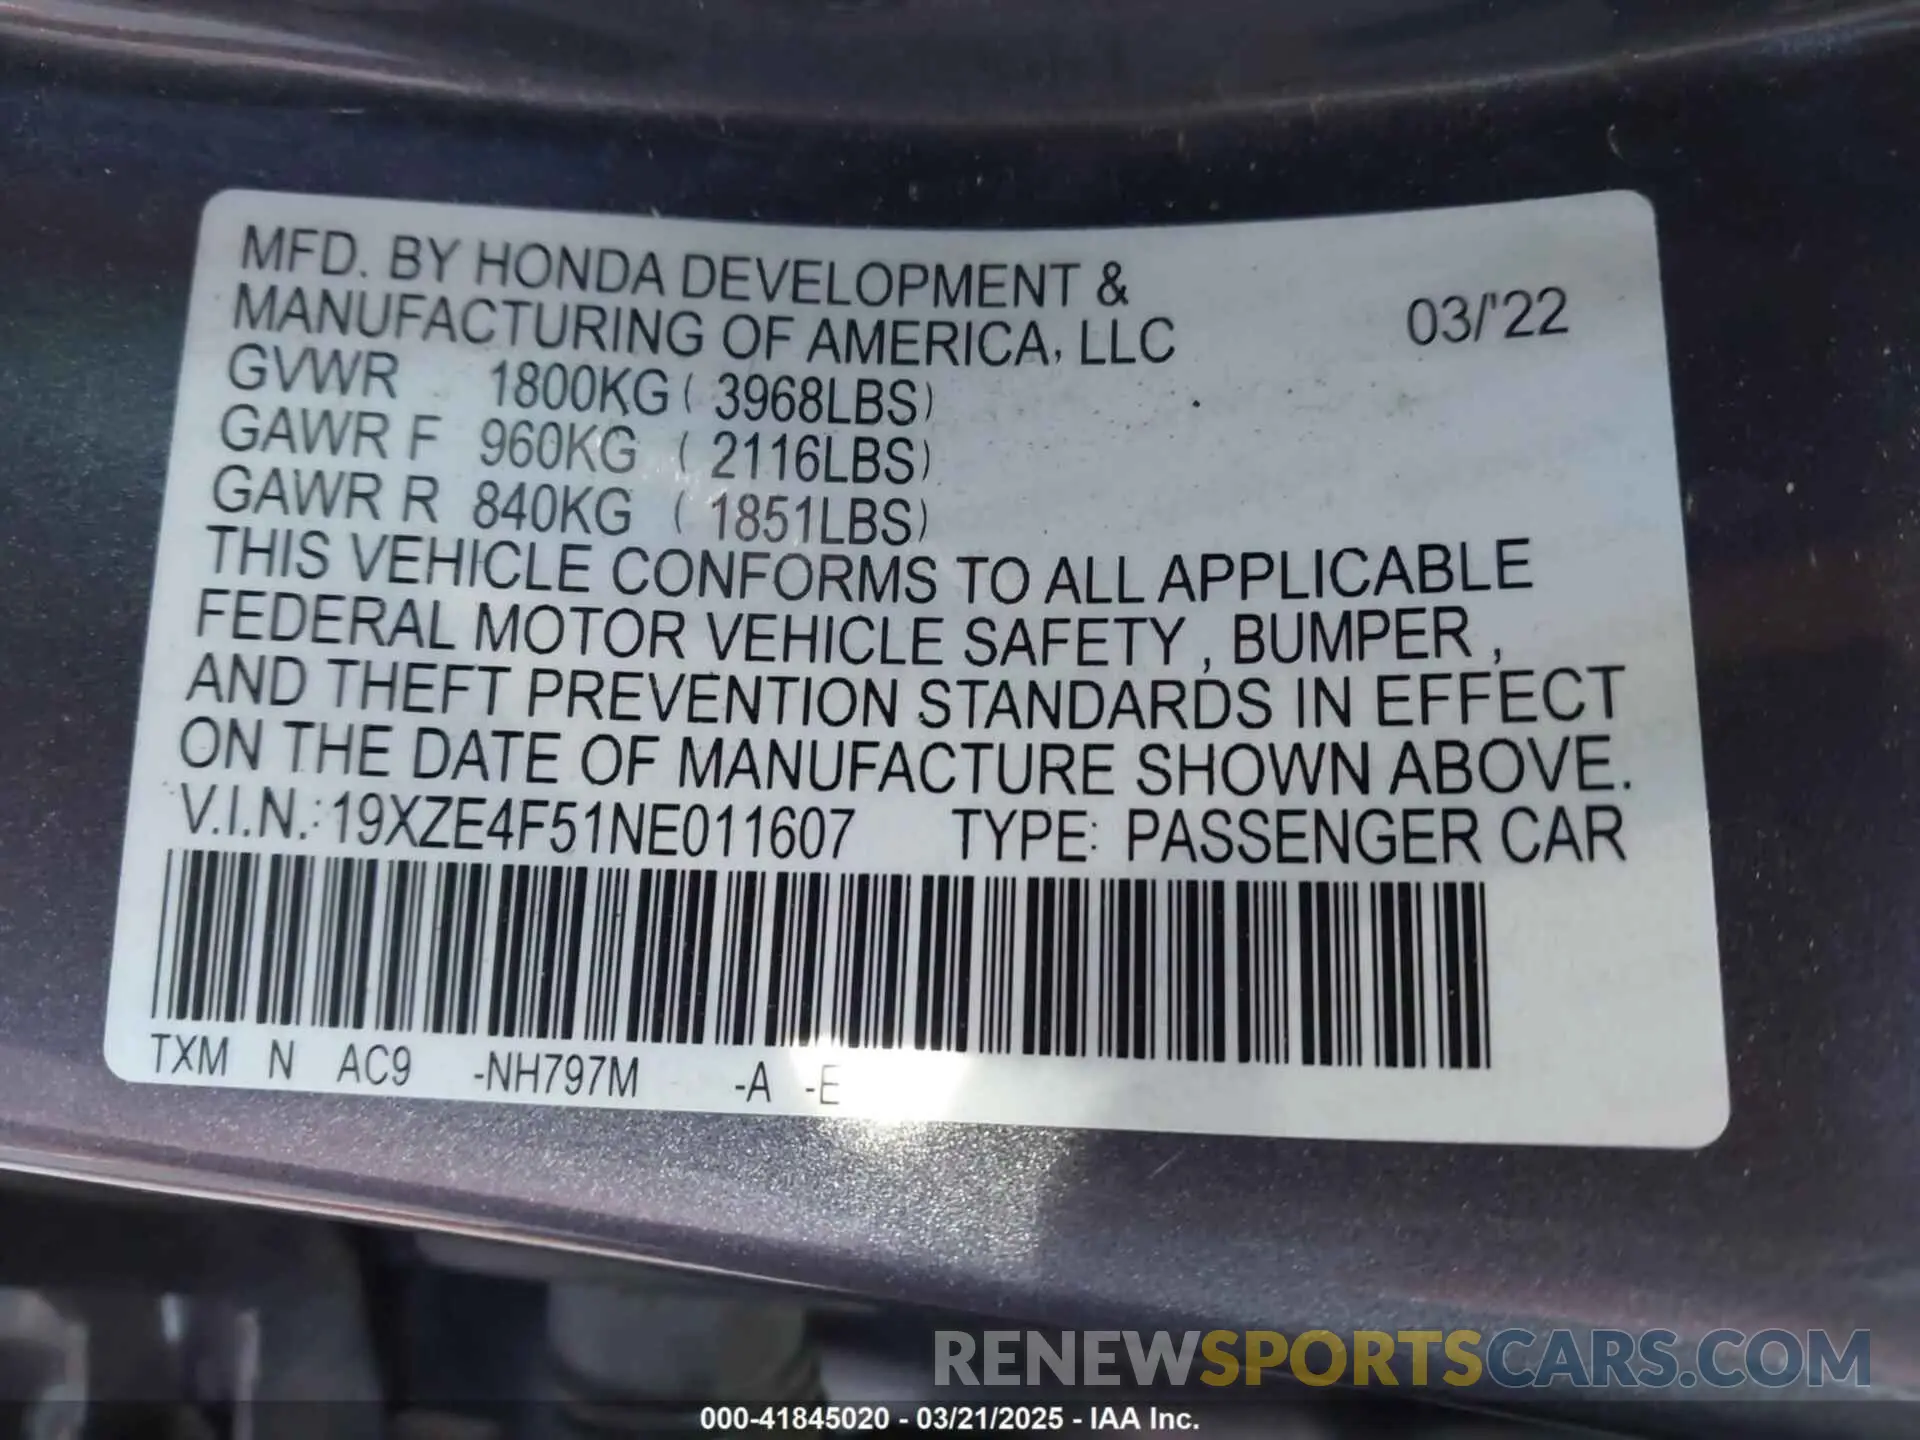 MFD. BY HONDA DEVELOPMENT &
MANUFACTURING OF AMERICA, LLC 03/'22
GVWR 1800KG ( 3968LBS)
GAWR F 960KG ( 2116LBS)
GAWR R 840KG ( 1851LBS)
THIS VEHICLE CONFORMS TO ALL APPLICABLE
FEDERAL MOTOR VEHICLE SAFETY , BUMPER ,
AND THEFT PREVENTION STANDARDS IN EFFECT
ON THE DATE OF MANUFACTURE SHOWN ABOVE.
V.I.N.: 19XZE4F51NE011607 TYPE: PASSENGER CAR
TXM N AC9 -NH797M -A -E
RENEWSPORTSCARS.COM
000-41845020 - 03/21/2025 - IAA Inc.